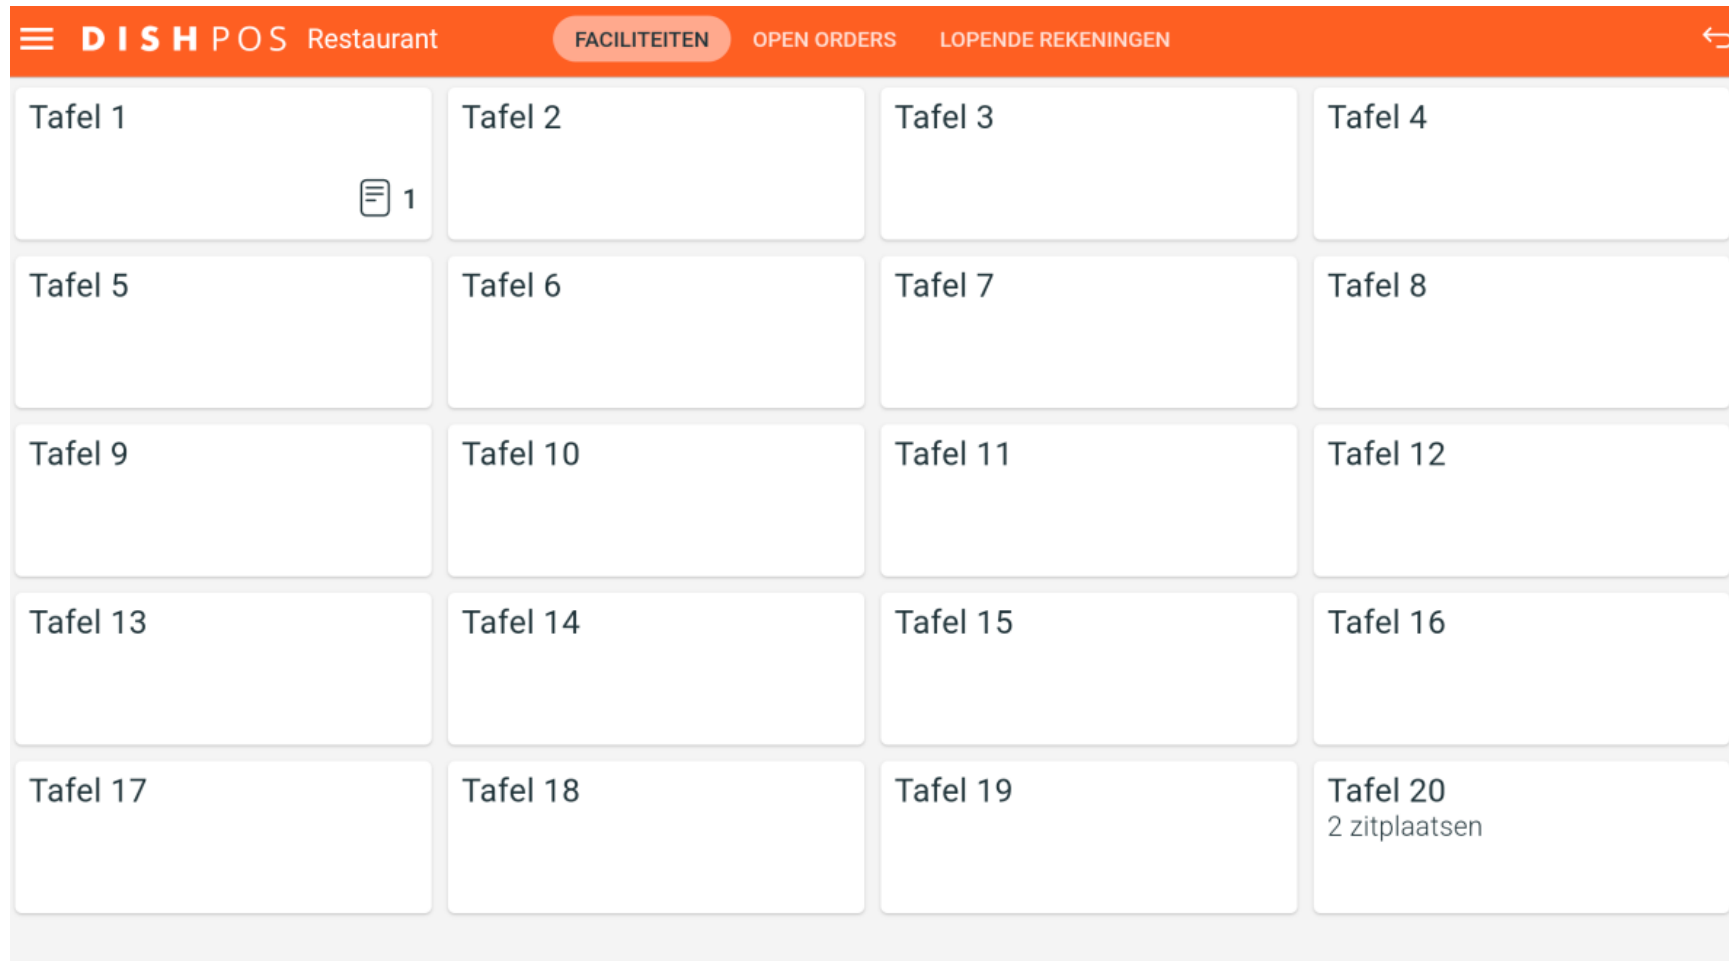 DISH POS Restaurant FACILITEITEN OPEN ORDERS LOPENDE REKENINGEN
Tafel 1 Tafel 2 Tafel 3 Tafel 4
1
Tafel 5 Tafel 6 Tafel 7 Tafel 8
Tafel 9 Tafel 10 Tafel 11 Tafel 12
Tafel 13 Tafel 14 Tafel 15 Tafel 16
Tafel 17 Tafel 18 Tafel 19 Tafel 20
2 zitplaatsen